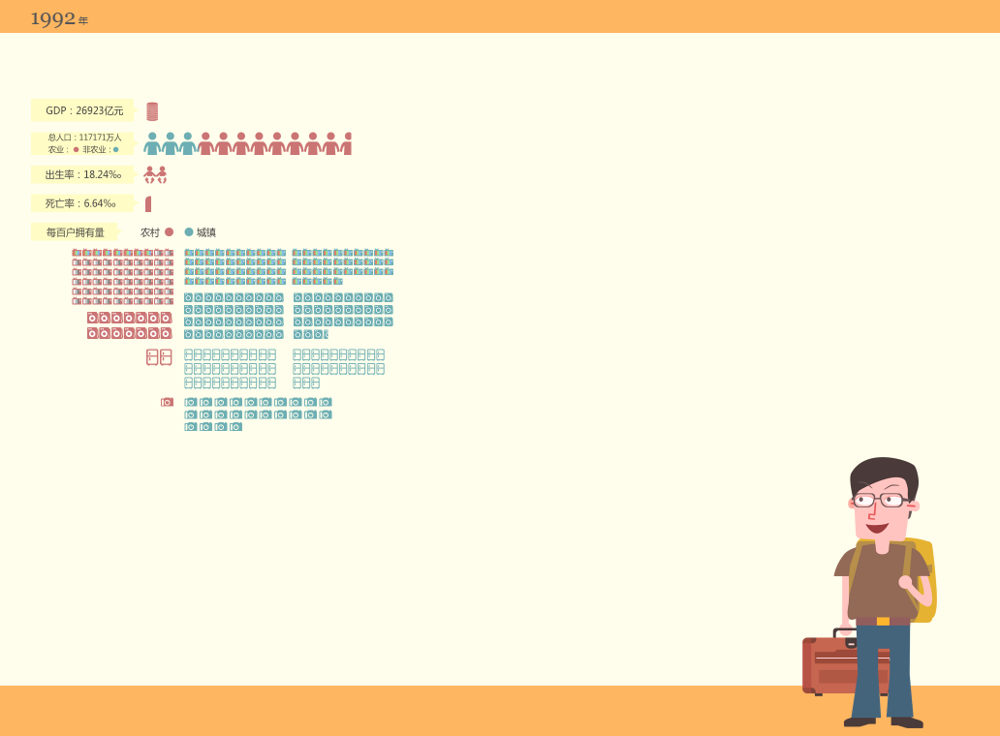 1992年
GDP：26923亿元
总人口：117171万人
农业：  非农业：
出生率：18.24‰
死亡率：6.64‰
每百户拥有量 农村 城镇